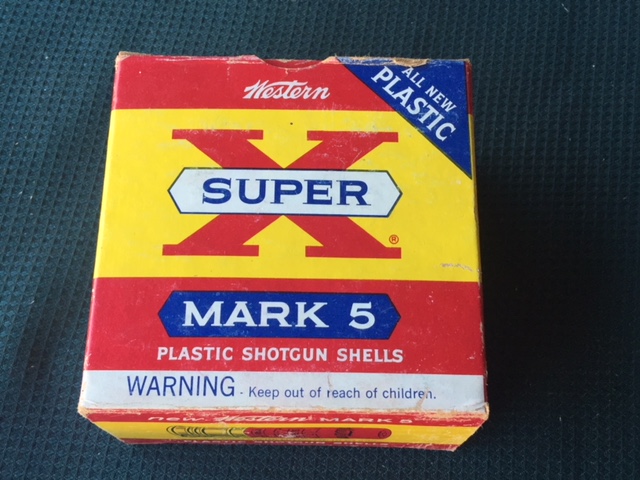 Western
ALL NEW
PLASTIC
X
SUPER
®
MARK 5
PLASTIC SHOTGUN SHELLS
WARNING - Keep out of reach of children.
new Western MARK 5